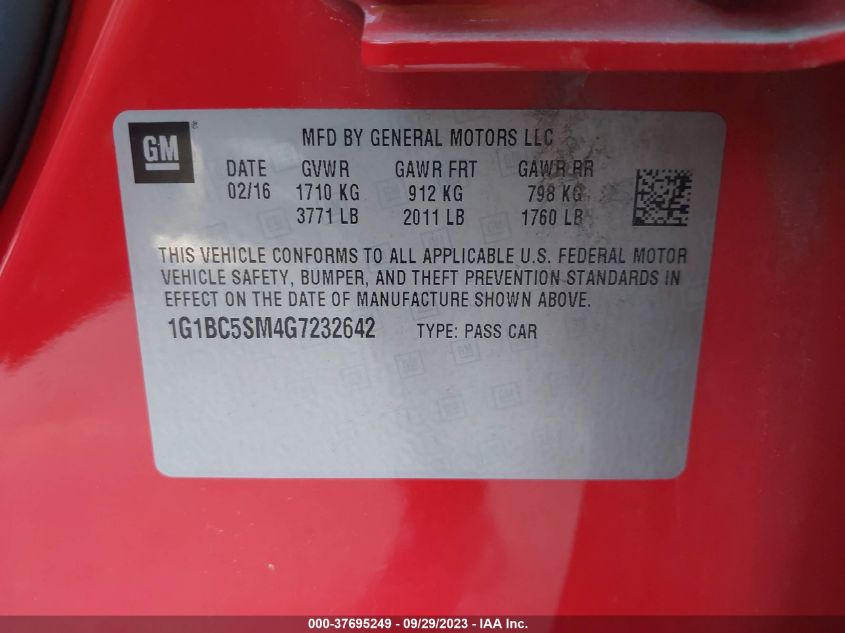 GM®
MFD BY GENERAL MOTORS LLC
DATE GVWR GAWR FRT GAWR RR
02/16 1710 KG 912 KG 798 KG
3771 LB 2011 LB 1760 LB
THIS VEHICLE CONFORMS TO ALL APPLICABLE U.S. FEDERAL MOTOR
VEHICLE SAFETY, BUMPER, AND THEFT PREVENTION STANDARDS IN
EFFECT ON THE DATE OF MANUFACTURE SHOWN ABOVE.
1G1BC5SM4G7232642 TYPE: PASS CAR
000-37695249 - 09/29/2023 - IAA Inc.